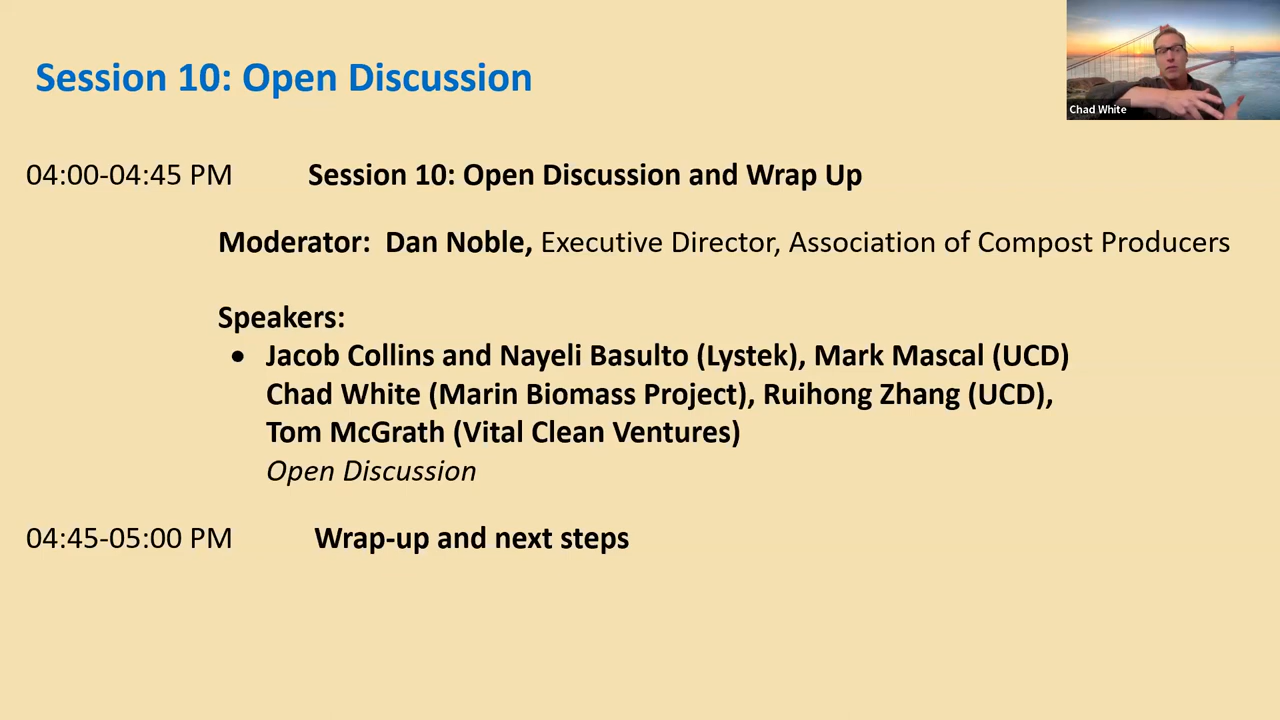 Session 10: Open Discussion
Chad White
04:00-04:45 PM Session 10: Open Discussion and Wrap Up
Moderator: Dan Noble, Executive Director, Association of Compost Producers
Speakers:
• Jacob Collins and Nayeli Basulto (Lystek), Mark Mascal (UCD)
Chad White (Marin Biomass Project), Ruihong Zhang (UCD),
Tom McGrath (Vital Clean Ventures)
Open Discussion
04:45-05:00 PM Wrap-up and next steps